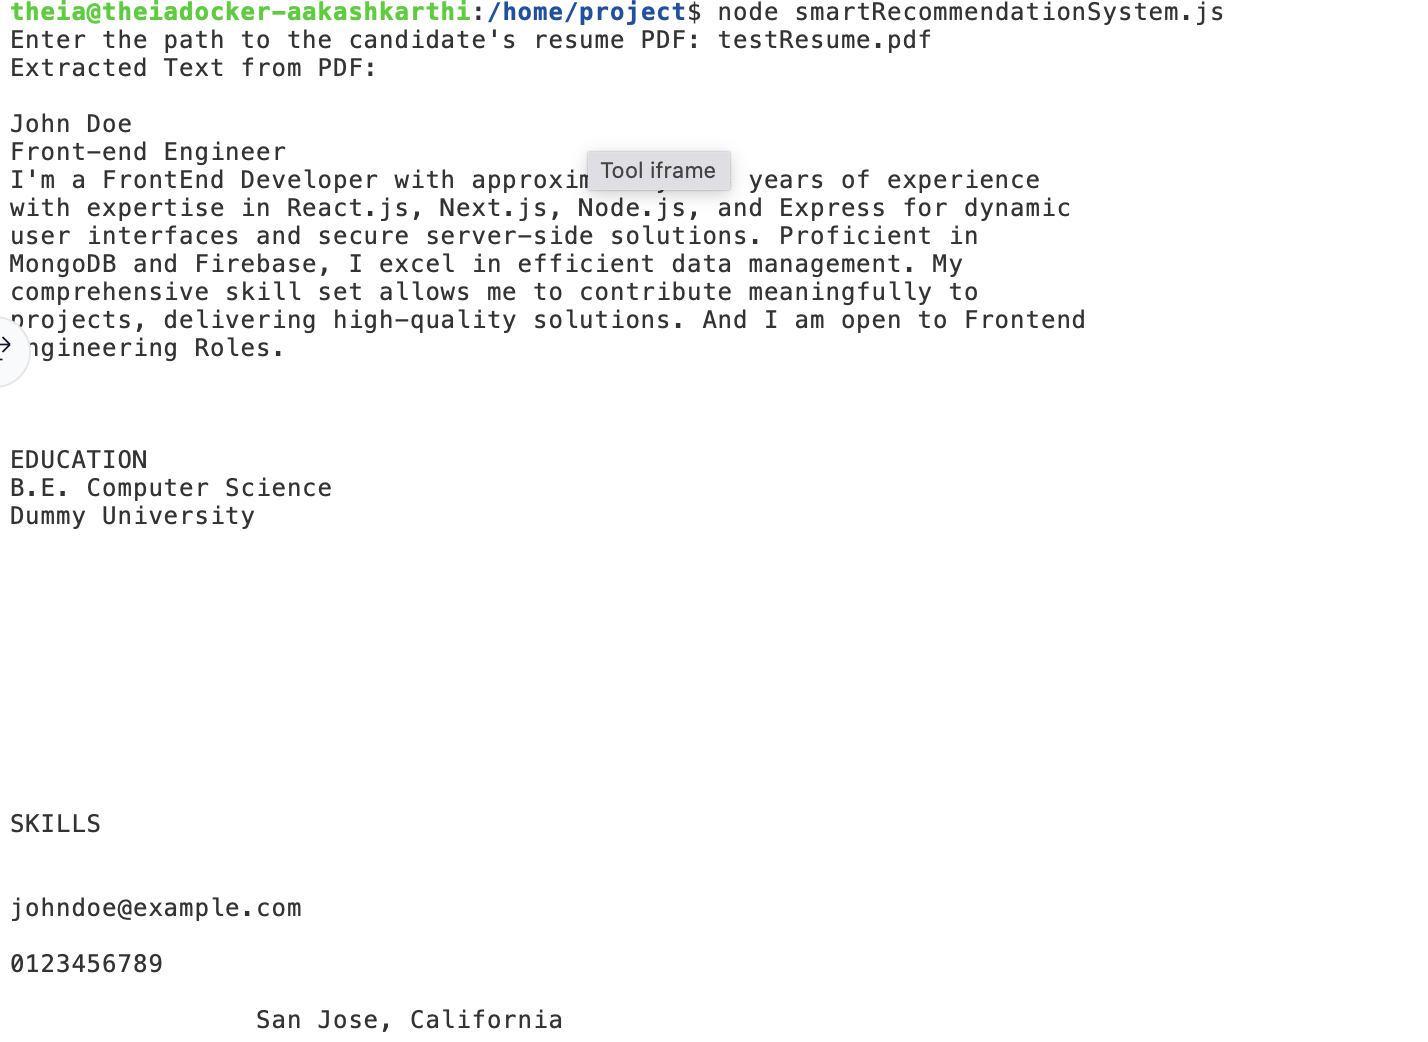 theia@theiadocker-aakashkarthi:/home/project$ node smartRecommendationSystem.js
Enter the path to the candidate's resume PDF: testResume.pdf
Extracted Text from PDF:
John Doe
Front-end Engineer
Tool iframe
I'm a FrontEnd Developer with years of experience
with expertise in React.js, Next.js, Node.js, and Express for dynamic
user interfaces and secure server-side solutions. Proficient in
MongoDB and Firebase, I excel in efficient data management. My
comprehensive skill set allows me to contribute meaningfully to
projects, delivering high-quality solutions. And I am open to Frontend
ngineering Roles.
EDUCATION
B.E. Computer Science
Dummy University
SKILLS
johndoe@example.com
0123456789
San Jose, California